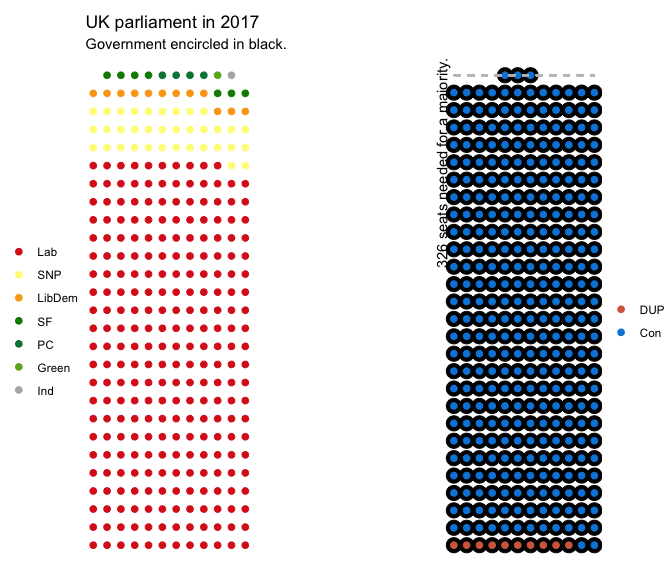 UK parliament in 2017
Government encircled in black.
326 seats needed for a majority.
Lab
SNP
LibDem
SF
PC
Green
Ind
DUP
Con